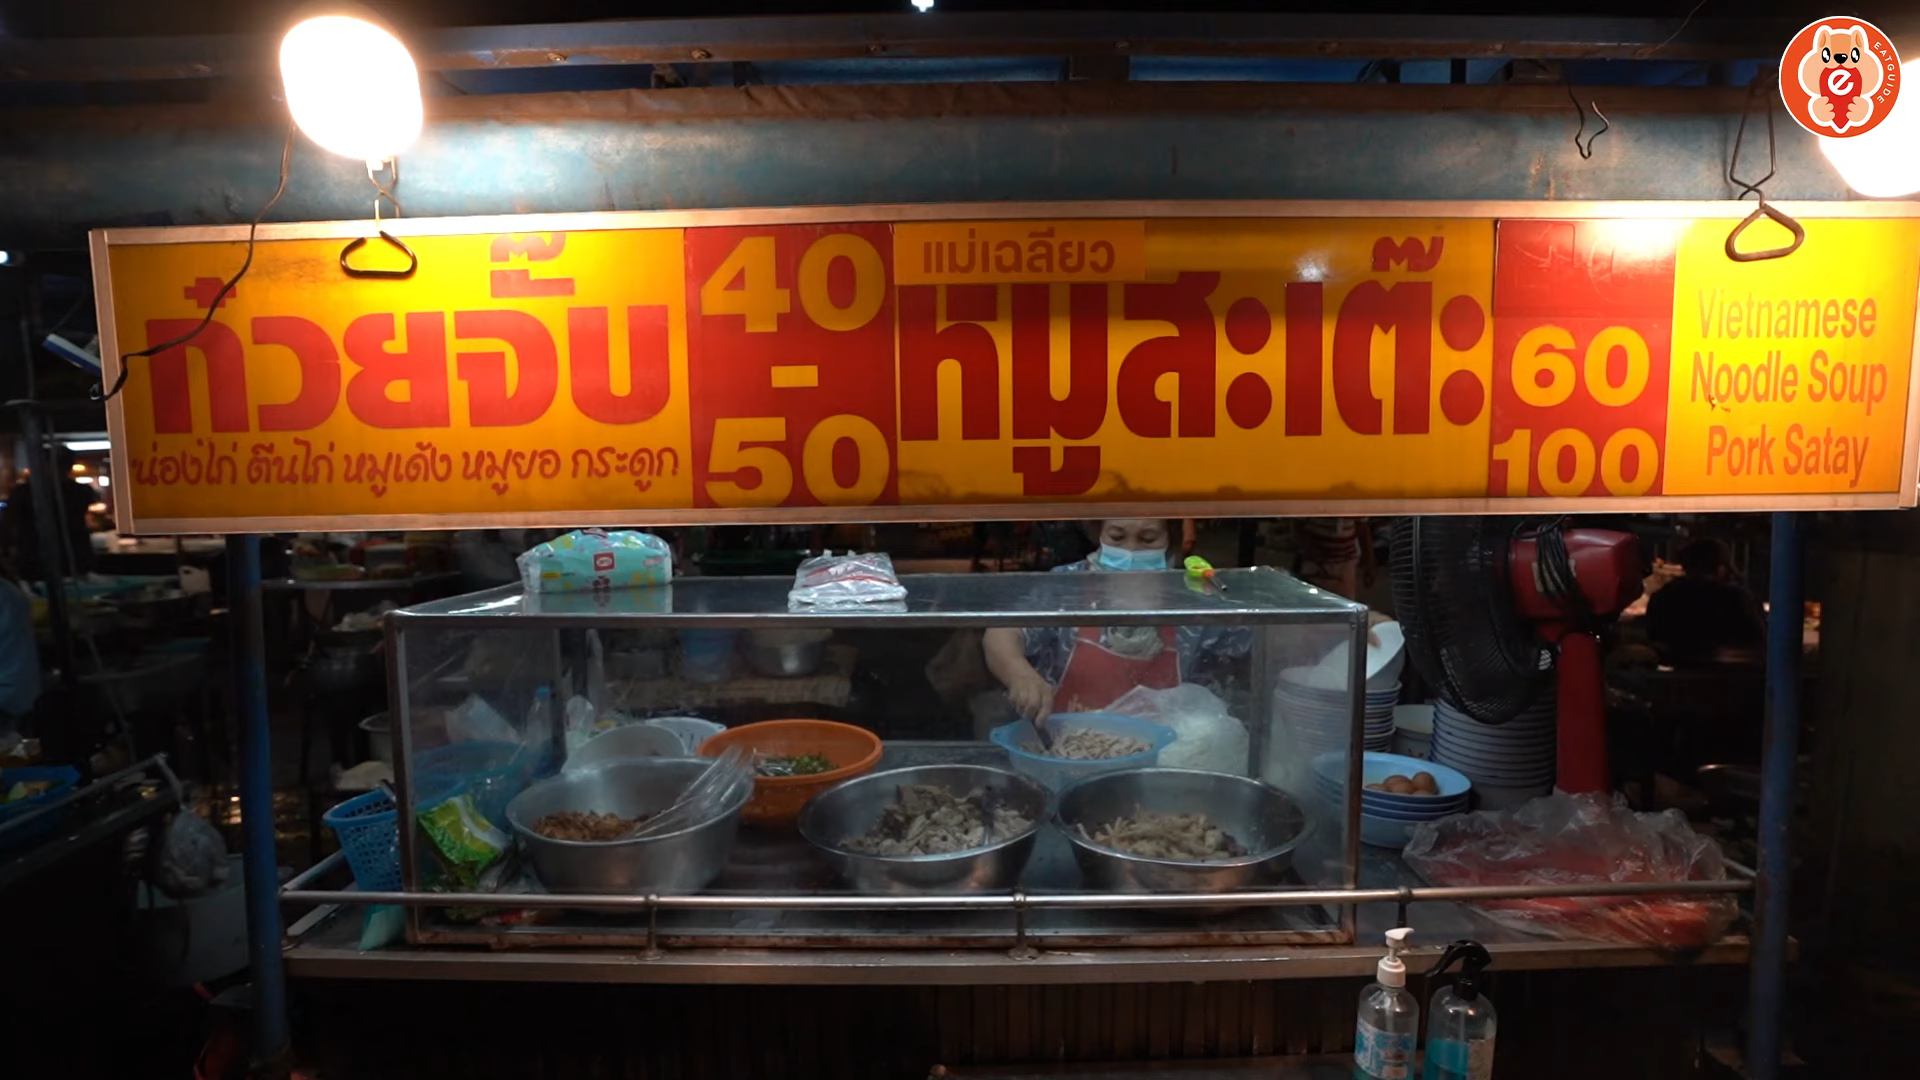 ก๋วยจั๊บ
น่องไก่ ตีนไก่ หมูเด้ง หมูยอ กระดูก
40
-
50
แม่เฉลียว
หมูสะเต๊ะ
60
100
Vietnamese
Noodle Soup
Pork Satay
EATGUIDE